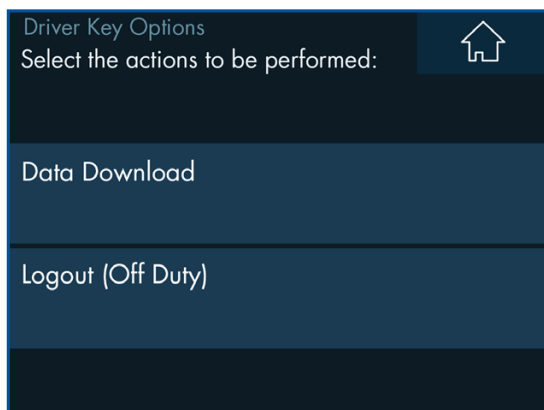 Driver Key Options
Select the actions to be performed:
Data Download
Logout (Off Duty)